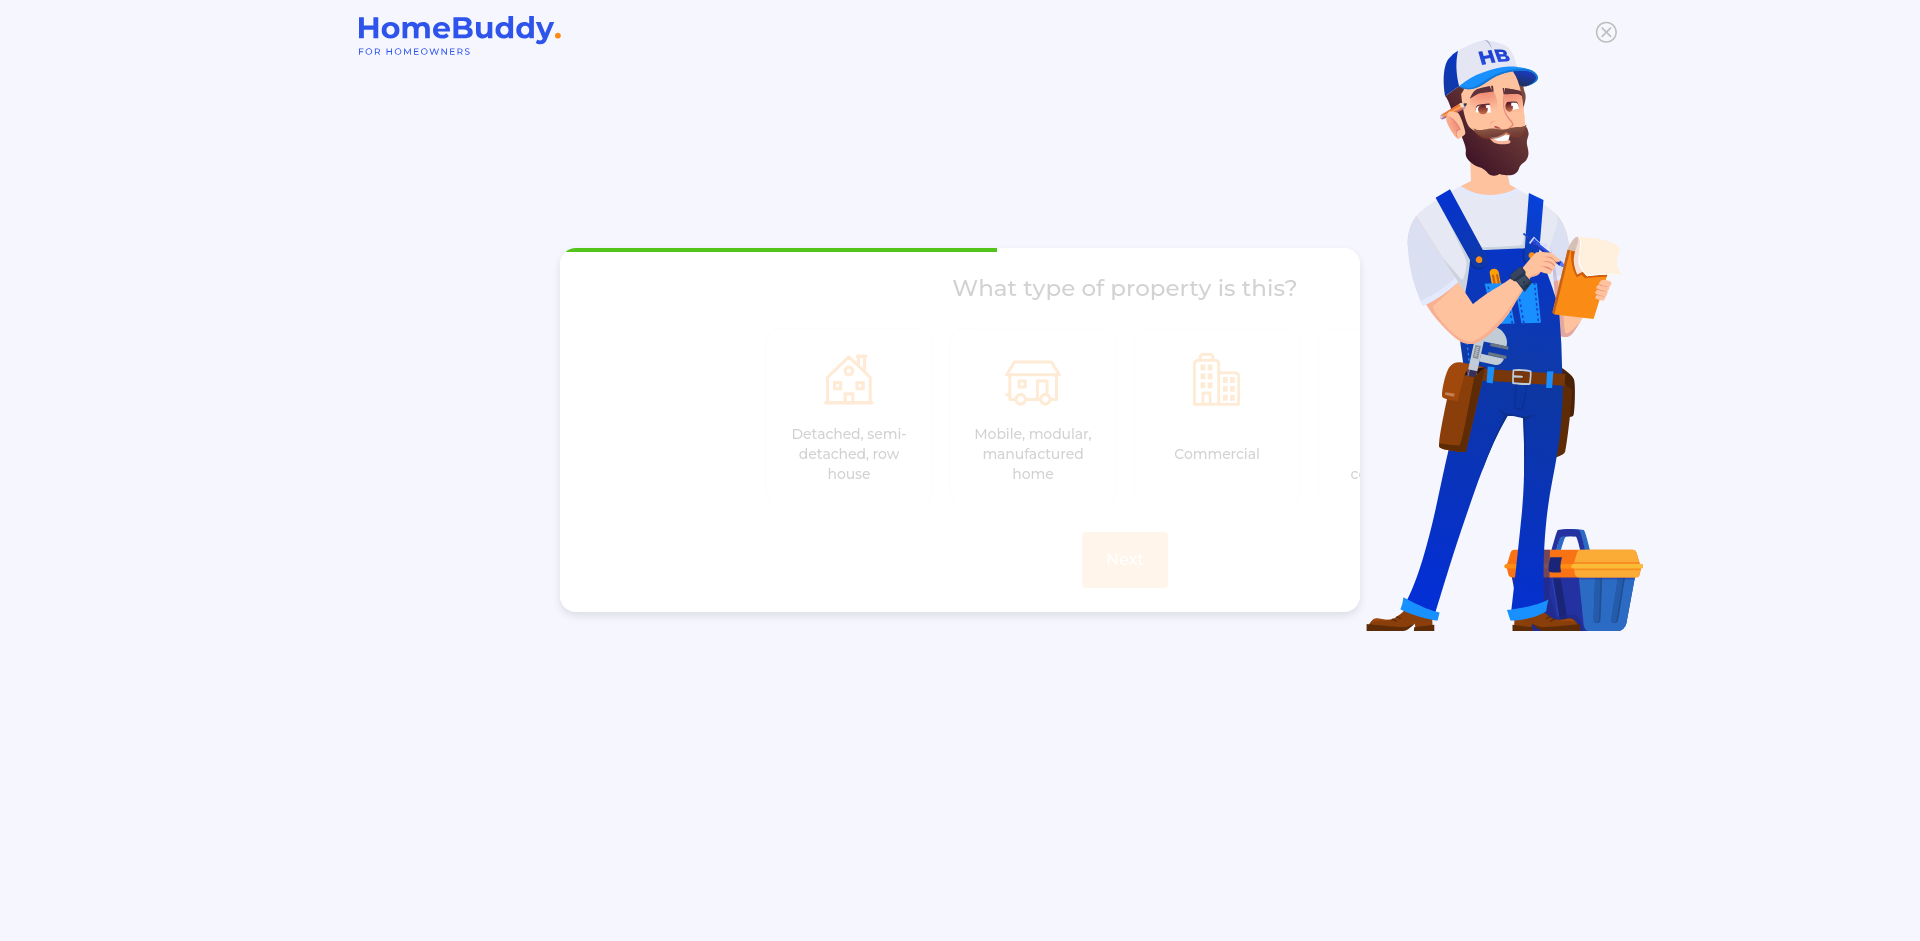 HomeBuddy.
FOR HOMEOWNERS
HB
What type of property is this?
Detached, semi-
detached, row
house
Mobile, modular,
manufactured
home
Commercial
Next